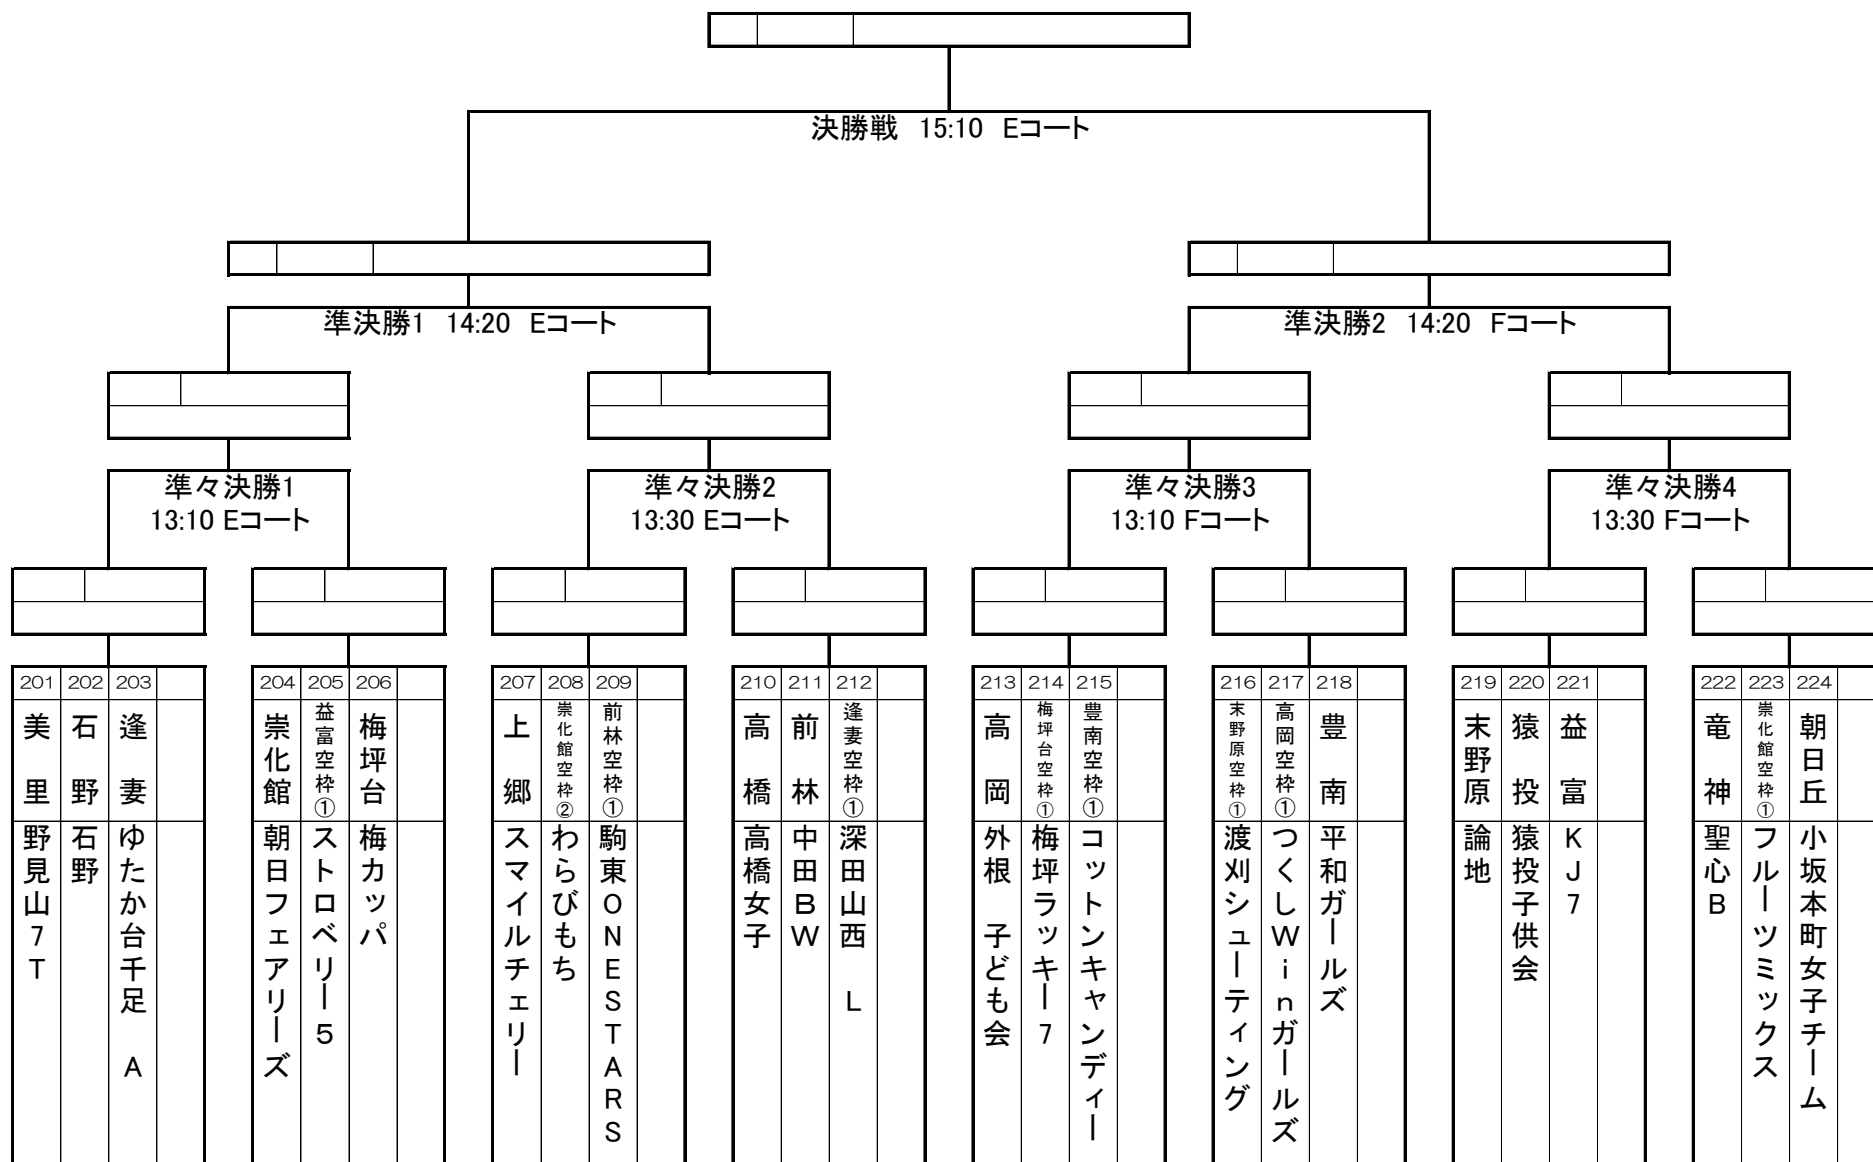 決勝戦 15:10 Eコート
準決勝1 14:20 Eコート
準決勝2 14:20 Fコート
準々決勝1
13:10 Eコート
準々決勝2
13:30 Eコート
準々決勝3
13:10 Fコート
準々決勝4
13:30 Fコート
201
美里
野見山7T
202
石野
石野
203
逢妻
ゆたか台千足 A
204
崇化館
朝日フェアリーズ
205
益富空枠①
ストロベリー5
206
梅坪台
梅カッパ
207
上郷
スマイルチェリー
208
崇化館空枠②
わらびもち
209
前林空枠①
駒東ONESTARS
210
高橋
高橋女子
211
前林
中田BW
212
逢妻空枠①
深田山西 L
213
高岡
外根 子ども会
214
梅坪台空枠①
梅坪ラッキー7
215
豊南空枠①
コットンキャンディー
216
末野原空枠①
渡刈シューティング
217
高岡空枠①
つくしWinガールズ
218
豊南
平和ガールズ
219
末野原
論地
220
猿投
猿投子供会
221
益富
KJ7
222
竜神
聖心B
223
崇化館空枠①
フルーツミックス
224
朝日丘
小坂本町女子チーム